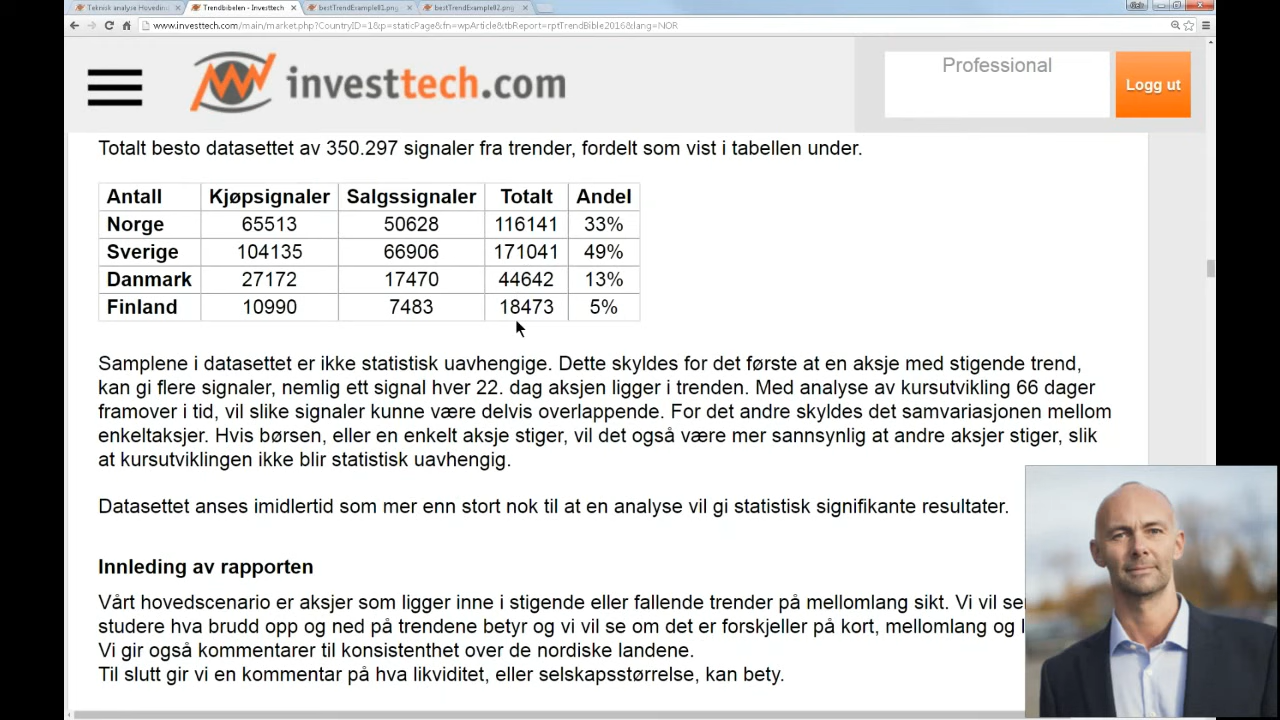 Teknisk analyse Hovedind
Trendbibelen - Investtech
bestTrendExample01.png
bestTrendExample02.png
www.investtech.com/main/market.php?CountryID=1&p=staticPage&fn=wpArticle&tbReport=rptTrendBible2016&lang=NOR
investtech.com
Professional
Logg ut
Totalt besto datasettet av 350.297 signaler fra trender, fordelt som vist i tabellen under.
Antall Kjøpsignaler Salgssignaler Totalt Andel
Norge 65513 50628 116141 33%
Sverige 104135 66906 171041 49%
Danmark 27172 17470 44642 13%
Finland 10990 7483 18473 5%
Samplene i datasettet er ikke statistisk uavhengige. Dette skyldes for det første at en aksje med stigende trend,
kan gi flere signaler, nemlig ett signal hver 22. dag aksjen ligger i trenden. Med analyse av kursutvikling 66 dager
framover i tid, vil slike signaler kunne være delvis overlappende. For det andre skyldes det samvariasjonen mellom
enkeltaksjer. Hvis børsen, eller en enkelt aksje stiger, vil det også være mer sannsynlig at andre aksjer stiger, slik
at kursutviklingen ikke blir statistisk uavhengig.
Datasettet anses imidlertid som mer enn stort nok til at en analyse vil gi statistisk signifikante resultater.
Innleding av rapporten
Vårt hovedscenario er aksjer som ligger inne i stigende eller fallende trender på mellomlang sikt. Vi vil se
studere hva brudd opp og ned på trendene betyr og vi vil se om det er forskjeller på kort, mellomlang og l
Vi gir også kommentarer til konsistenthet over de nordiske landene.
Til slutt gir vi en kommentar på hva likviditet, eller selskapsstørrelse, kan bety.